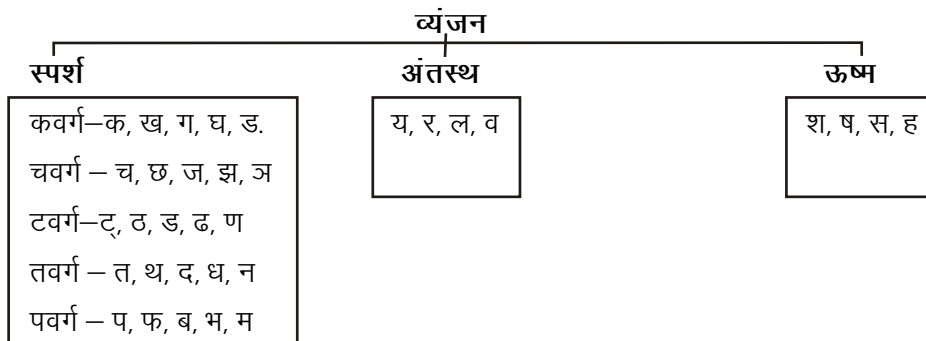 व्यंजन
स्पर्श
अंतस्थ
ऊष्म
कवर्ग–क, ख, ग, घ, ड.
चवर्ग – च, छ, ज, झ, ञ
टवर्ग–ट्, ठ, ड, ढ, ण
तवर्ग – त, थ, द, ध, न
पवर्ग – प, फ, ब, भ, म
य, र, ल, व
श, ष, स, ह